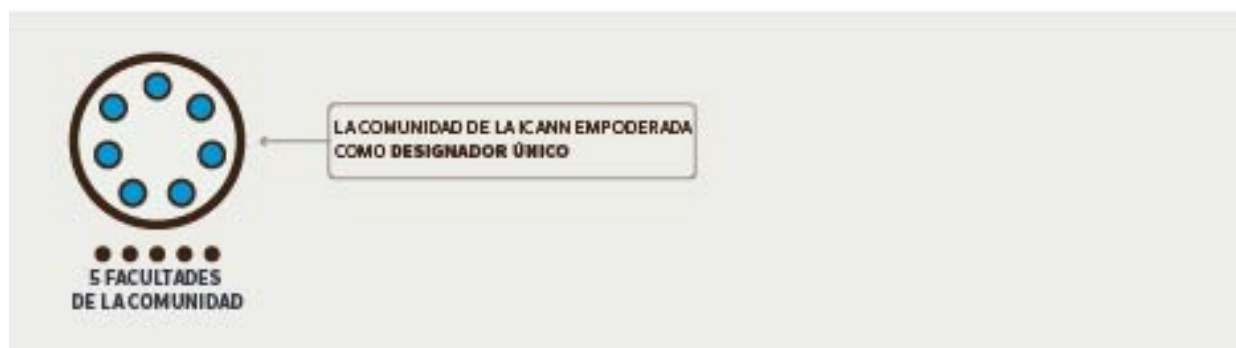 LA COMUNIDAD DE LA ICANN EMPODERADA
COMO DESIGNADOR ÚNICO
5 FACULTADES
DE LA COMUNIDAD